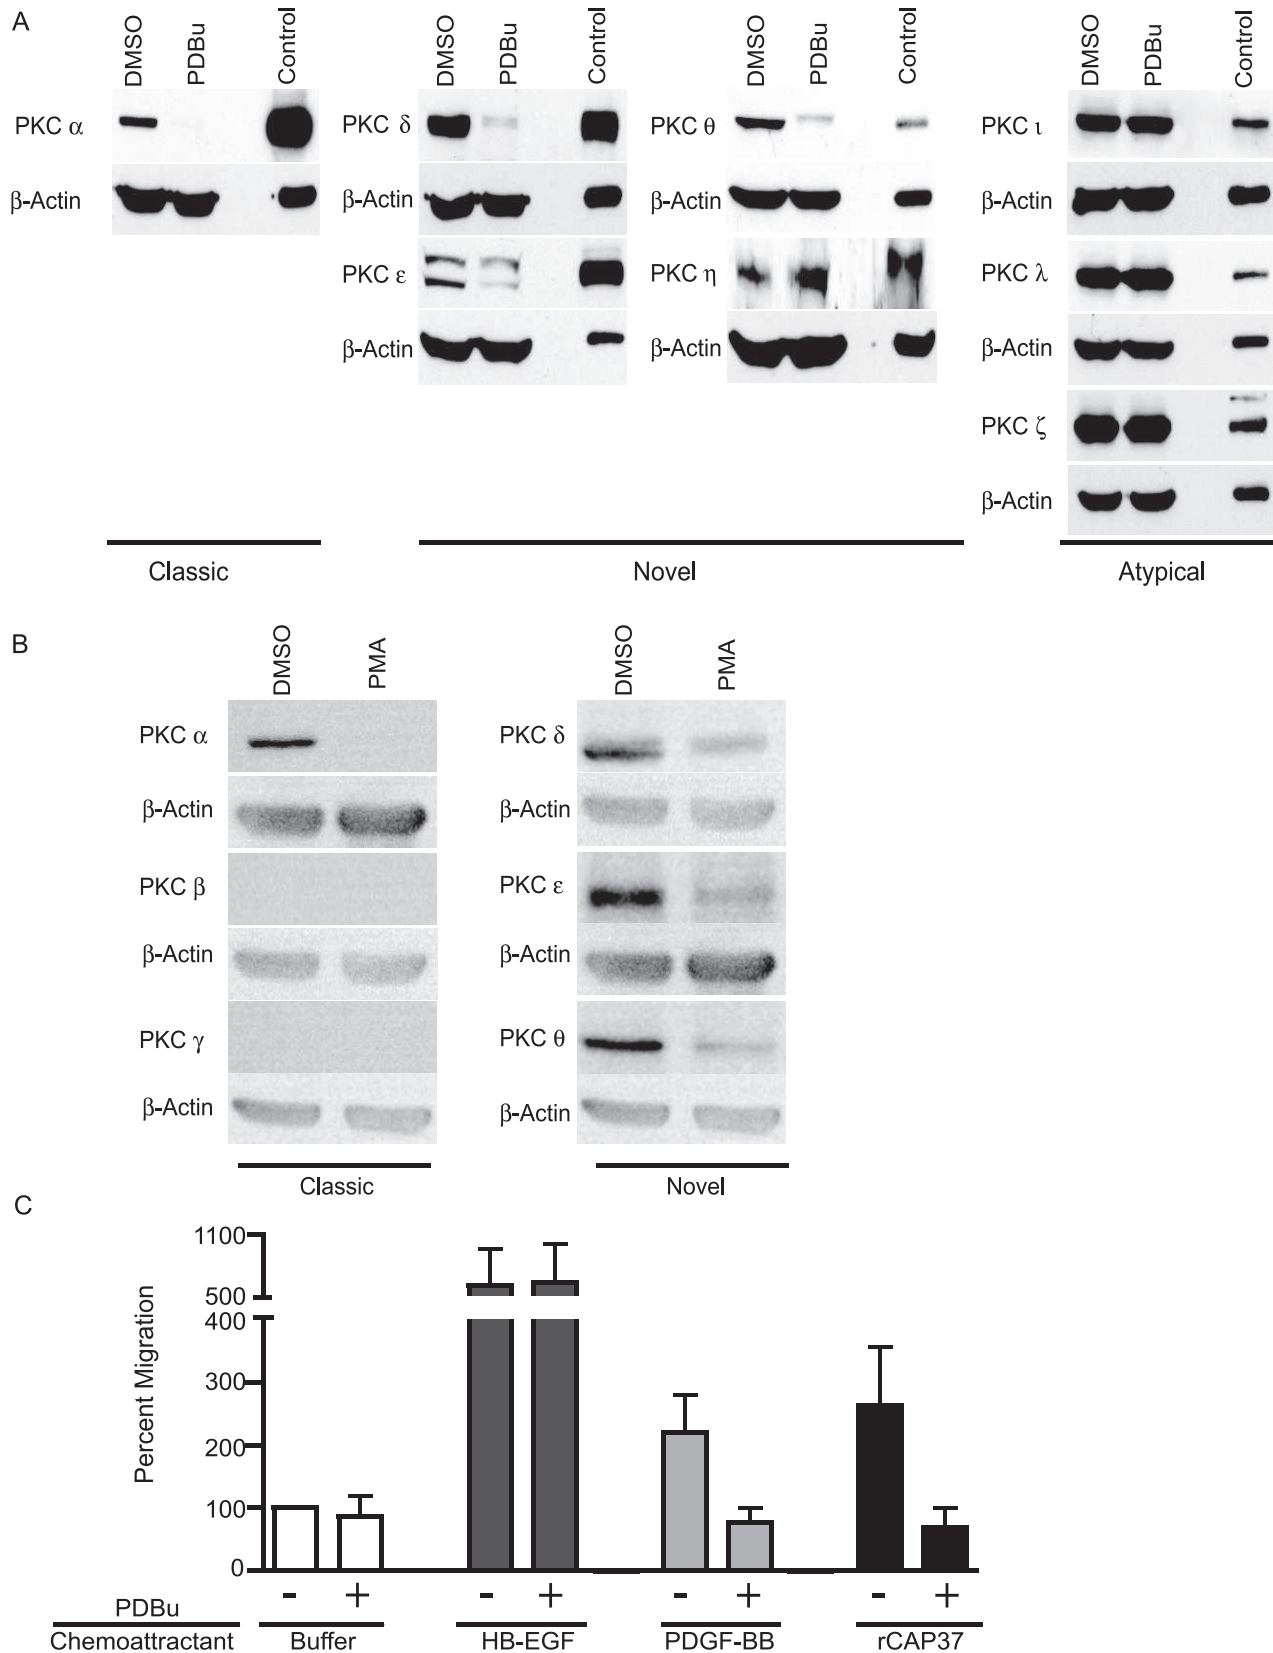 A
DMSO PDBu Control
DMSO PDBu Control
DMSO PDBu Control
DMSO PDBu Control
PKC α
β-Actin
PKC δ
β-Actin
PKC ε
β-Actin
PKC θ
β-Actin
PKC η
β-Actin
PKC ι
β-Actin
PKC λ
β-Actin
PKC ζ
β-Actin
Classic
Novel
Atypical
B
DMSO PMA
DMSO PMA
PKC α
β-Actin
PKC β
β-Actin
PKC γ
β-Actin
PKC δ
β-Actin
PKC ε
β-Actin
PKC θ
β-Actin
Classic
Novel
C
Percent Migration
1100
500
400
300
200
100
0
PDBu - + - + - + - +
Chemoattractant Buffer HB-EGF PDGF-BB rCAP37